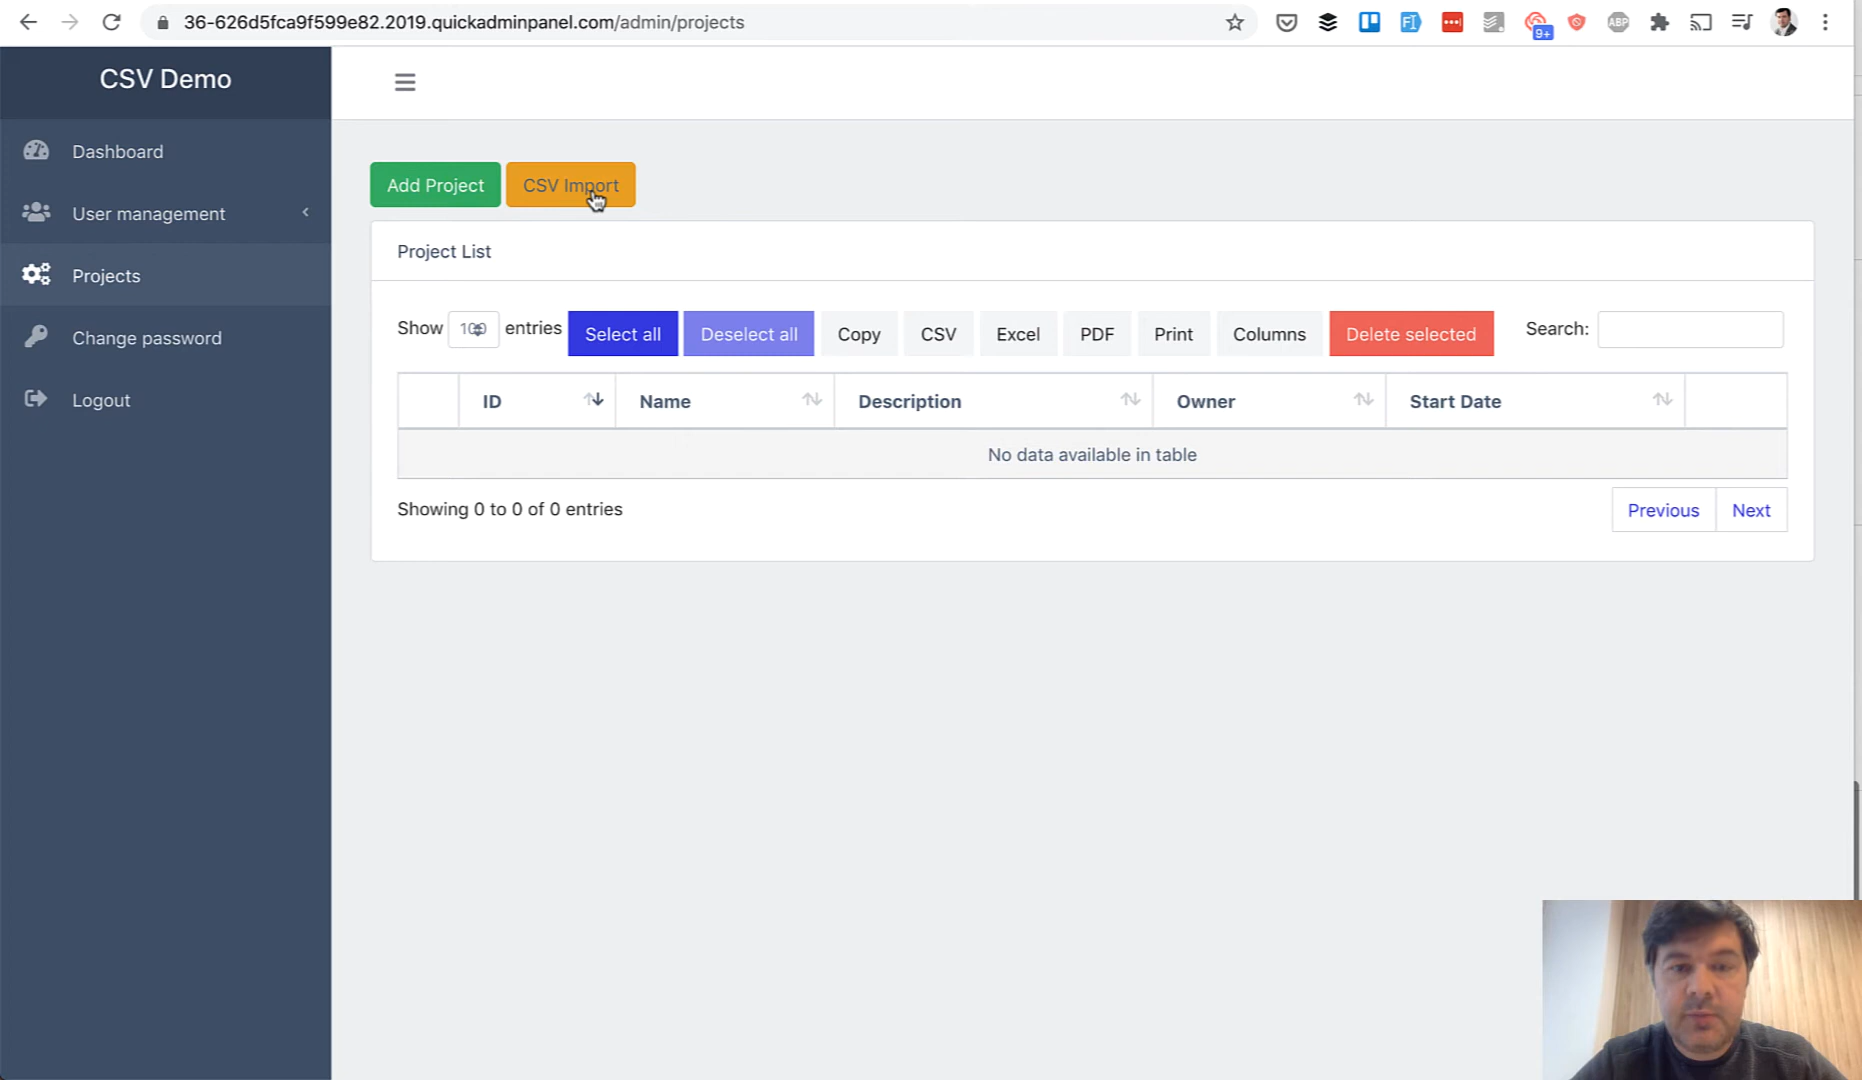 36-626d5fca9f599e82.2019.quickadminpanel.com/admin/projects
9+
ABP
CSV Demo
Dashboard
User management
Projects
Change password
Logout
Add Project CSV Import
Project List
Show 100 entries Select all Deselect all Copy CSV Excel PDF Print Columns Delete selected Search:
ID Name Description Owner Start Date
No data available in table
Showing 0 to 0 of 0 entries Previous Next